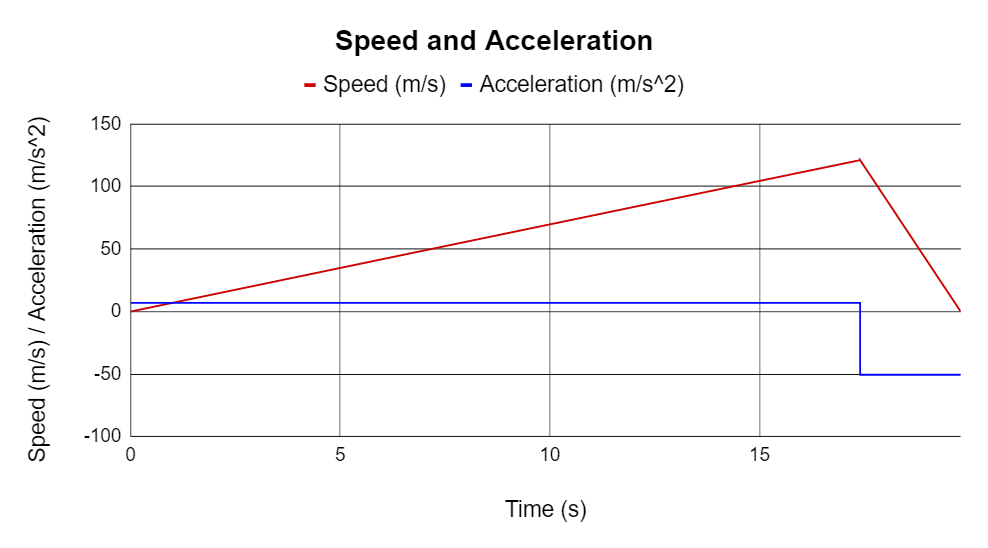 Speed and Acceleration
Speed (m/s) Acceleration (m/s^2)
Speed (m/s) / Acceleration (m/s^2)
150
100
50
0
-50
-100
0 5 10 15
Time (s)